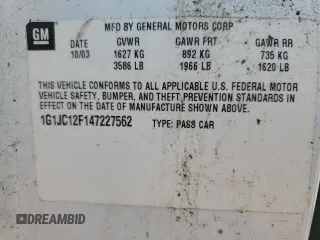 GM
MFD BY GENERAL MOTORS CORP
DATE GVWR GAWR FRT GAWR RR
10/03 1627 KG 892 KG 735 KG
3586 LB 1966 LB 1620 LB
THIS VEHICLE CONFORMS TO ALL APPLICABLE U.S. FEDERAL MOTOR
VEHICLE SAFETY, BUMPER, AND THEFT PREVENTION STANDARDS IN
EFFECT ON THE DATE OF MANUFACTURE SHOWN ABOVE.
1G1JC12F147227562 TYPE: PASS CAR
DREAMBID